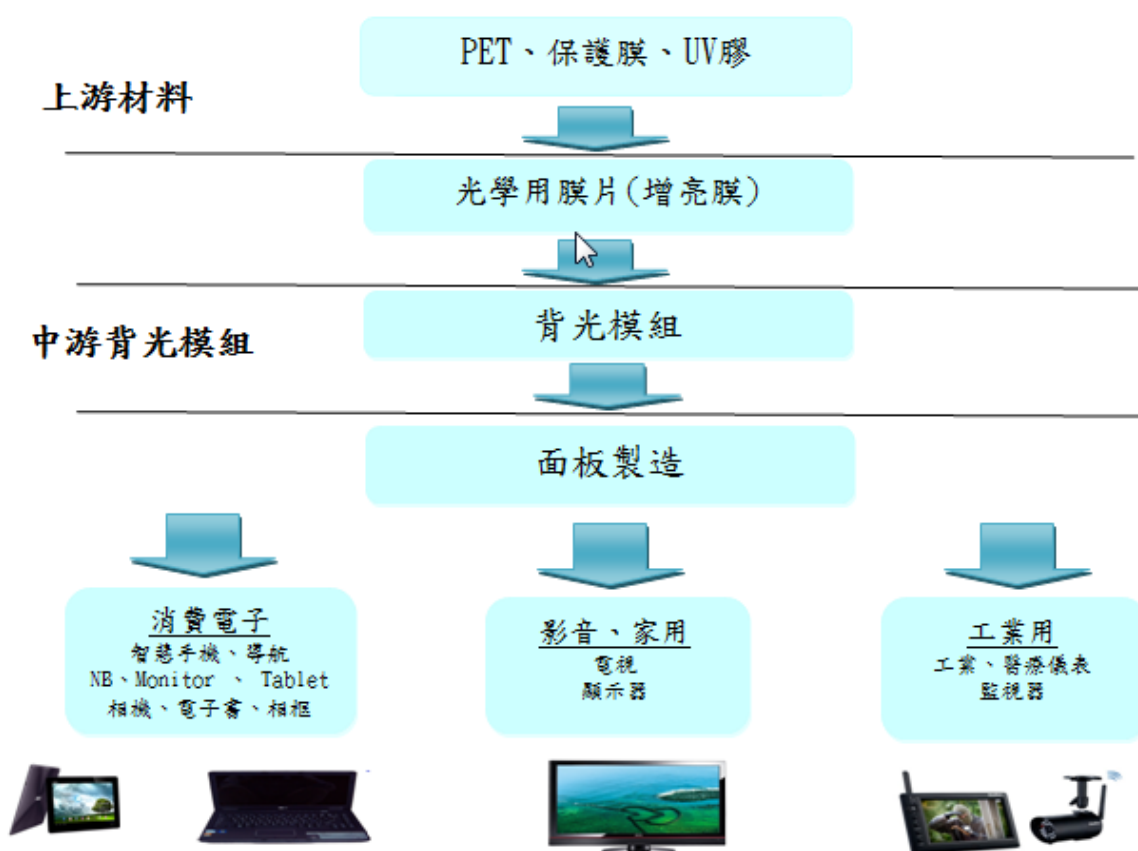 PET、保護膜、UV膠
上游材料
光學用膜片(增亮膜)
背光模組
中游背光模組
面板製造
消費電子
智慧手機、導航
NB、Monitor 、 Tablet
相機、電子書、相框
影音、家用
電視
顯示器
工業用
工業、醫療儀表
監視器